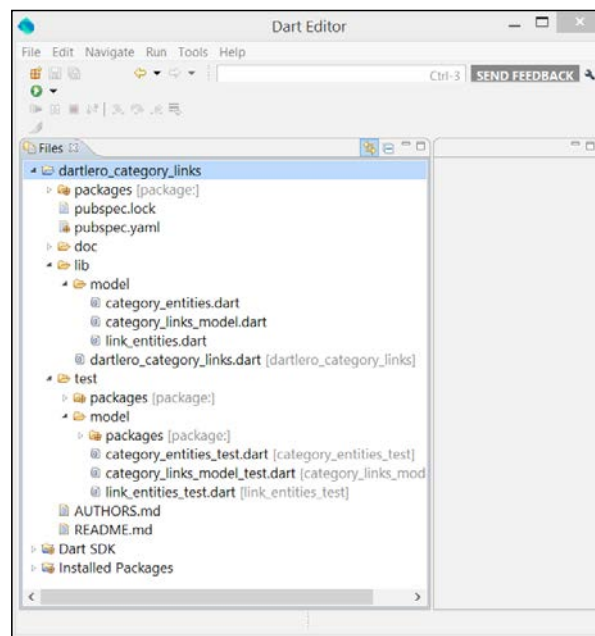 Dart Editor
File Edit Navigate Run Tools Help
Ctrl-3 SEND FEEDBACK
Files
dartlero_category_links
packages [package:]
pubspec.lock
pubspec.yaml
doc
lib
model
category_entities.dart
category_links_model.dart
link_entities.dart
dartlero_category_links.dart [dartlero_category_links]
test
packages [package:]
model
packages [package:]
category_entities_test.dart [category_entities_test]
category_links_model_test.dart [category_links_mod
link_entities_test.dart [link_entities_test]
AUTHORS.md
README.md
Dart SDK
Installed Packages